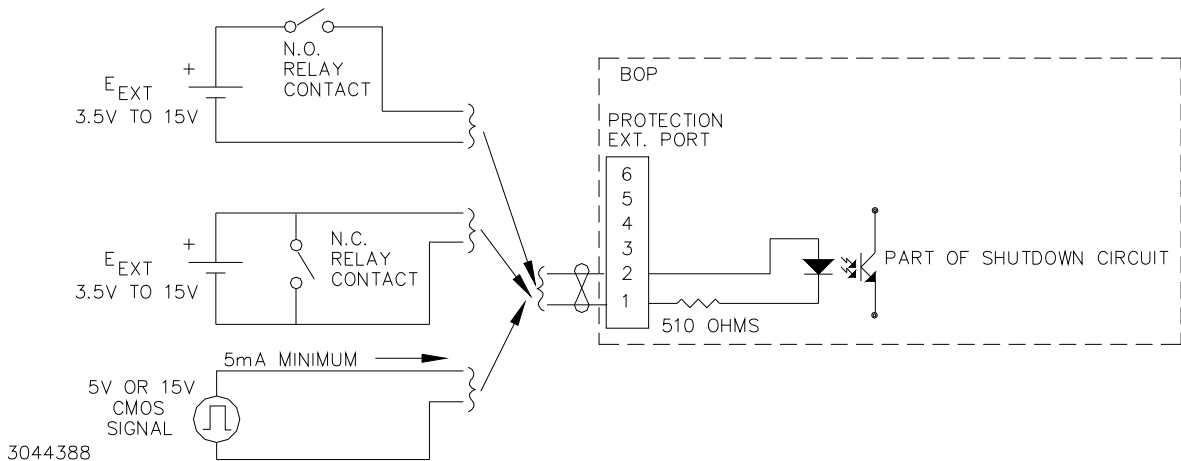 N.O.
RELAY
CONTACT
+
E EXT
3.5V TO 15V
N.C.
RELAY
CONTACT
+
E EXT
3.5V TO 15V
5mA MINIMUM
5V OR 15V
CMOS
SIGNAL
3044388
BOP
PROTECTION
EXT. PORT
6
5
4
3
2
1
510 OHMS
PART OF SHUTDOWN CIRCUIT